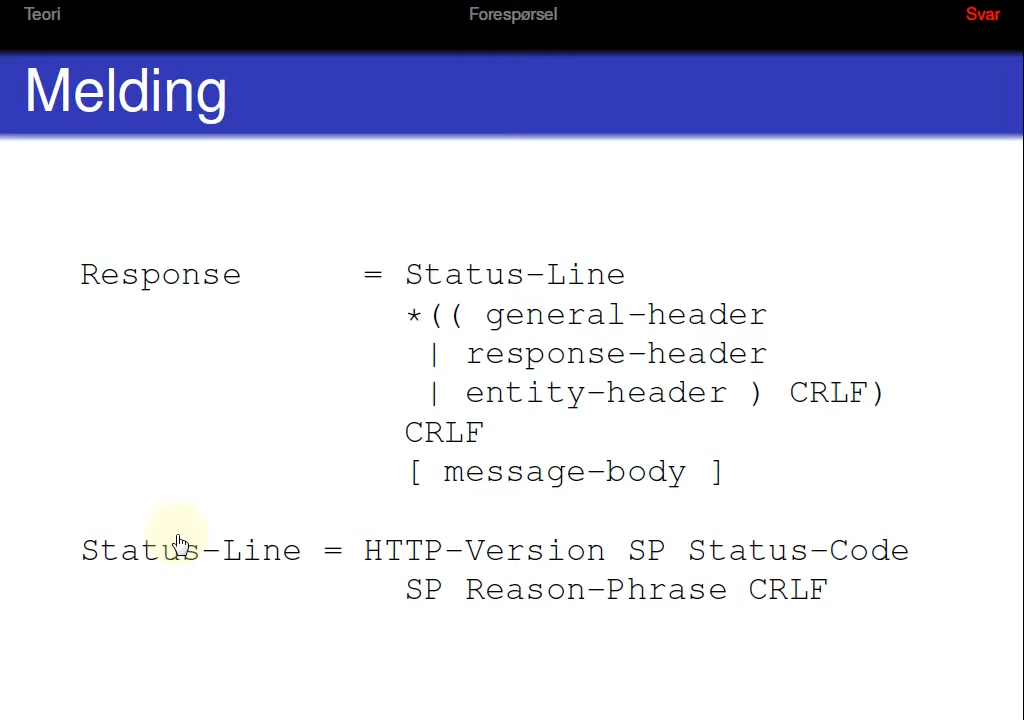 Teori Forespørsel Svar
Melding
Response = Status-Line
*(( general-header
| response-header
| entity-header ) CRLF)
CRLF
[ message-body ]
Status-Line = HTTP-Version SP Status-Code
SP Reason-Phrase CRLF